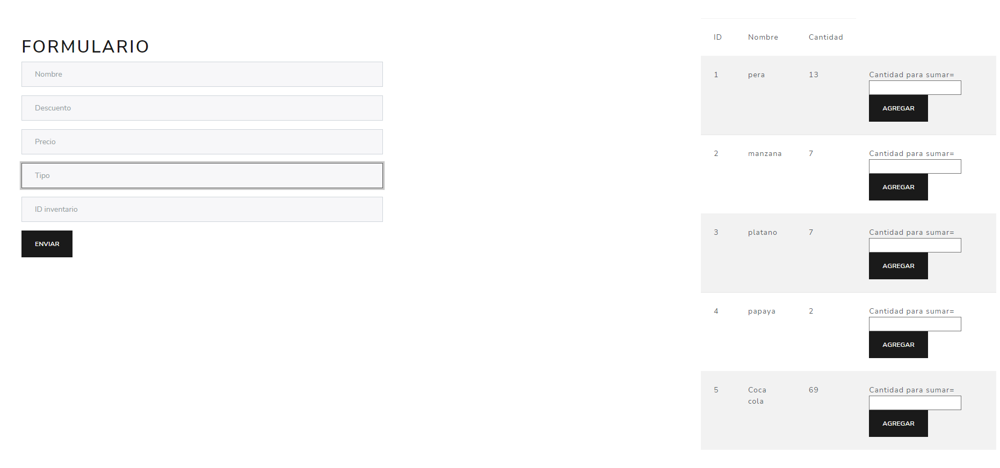 FORMULARIO
Nombre
Descuento
Precio
Tipo
ID inventario
ENVIAR
ID Nombre Cantidad
1 pera 13 Cantidad para sumar=
AGREGAR
2 manzana 7 Cantidad para sumar=
AGREGAR
3 platano 7 Cantidad para sumar=
AGREGAR
4 papaya 2 Cantidad para sumar=
AGREGAR
5 Coca 69 Cantidad para sumar=
cola
AGREGAR